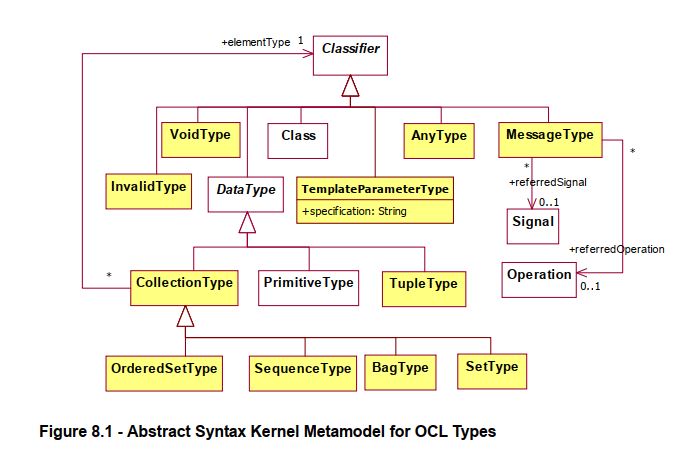 +elementType 1
Classifier
VoidType
Class
AnyType
MessageType
*
*
InvalidType
DataType
TemplateParameterType
+specification: String
+referredSignal
0..1
Signal
+referredOperation
*
CollectionType
PrimitiveType
TupleType
Operation
0..1
OrderedSetType
SequenceType
BagType
SetType
Figure 8.1 - Abstract Syntax Kernel Metamodel for OCL Types